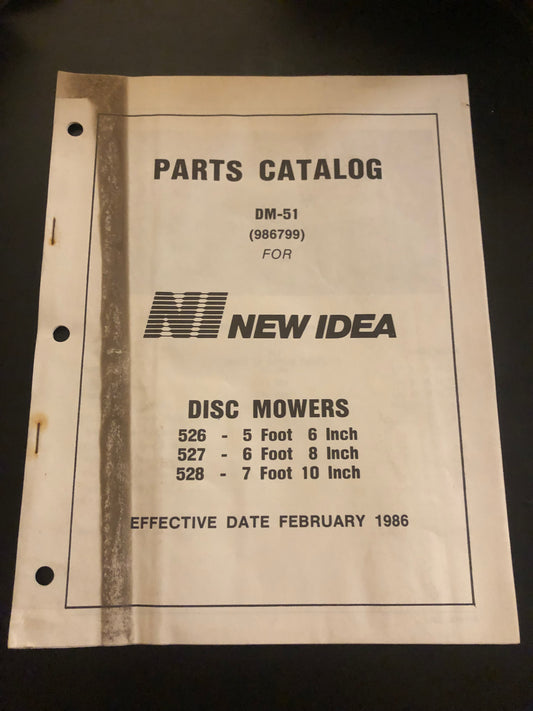 PARTS CATALOG
DM-51
(986799)
FOR
NI NEW IDEA
DISC MOWERS
526 - 5 Foot 6 Inch
527 - 6 Foot 8 Inch
528 - 7 Foot 10 Inch
EFFECTIVE DATE FEBRUARY 1986